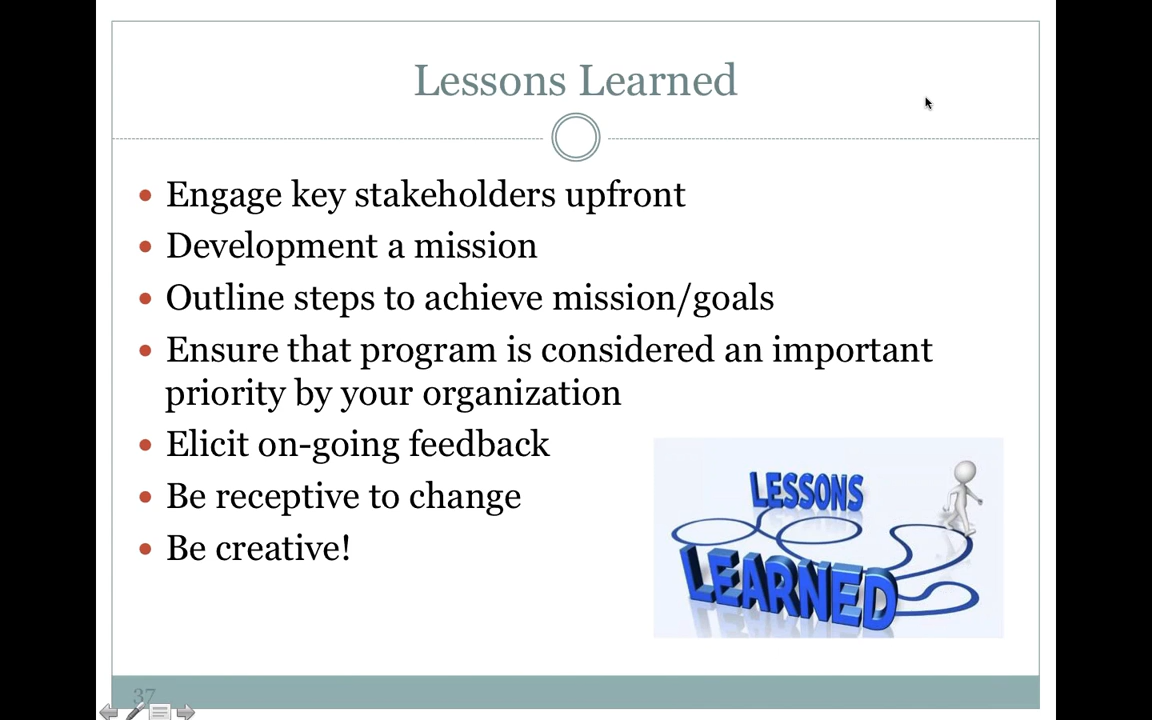 Lessons Learned
• Engage key stakeholders upfront
• Development a mission
• Outline steps to achieve mission/goals
• Ensure that program is considered an important
priority by your organization
• Elicit on-going feedback
• Be receptive to change
• Be creative!
LESSONS
LEARNED
37